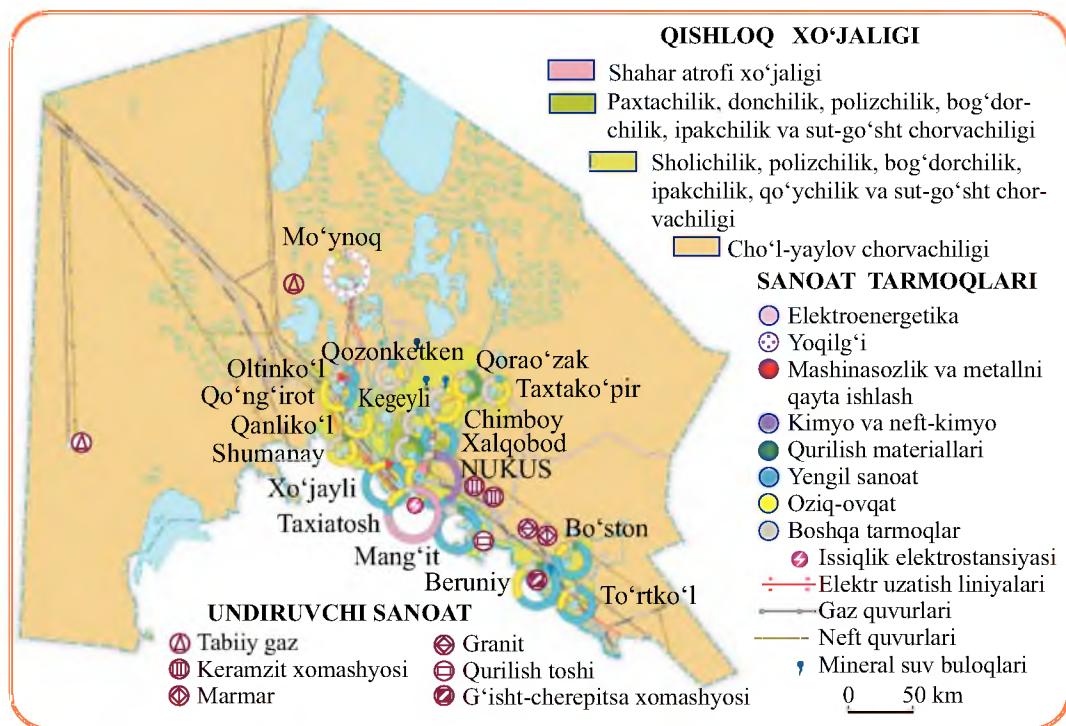 QISHLOQ XO‘JALIGI
Shahar atrofi xo‘jaligi
Paxtachilik, donchilik, polizchilik, bog‘dor-
chilik, ipakchilik va sut-go‘sht chorvachiligi
Sholichilik, polizchilik, bog‘dorchilik,
ipakchilik, qo‘ychilik va sut-go‘sht chor-
vachiligi
Cho‘l-yaylov chorvachiligi
SANOAT TARMOQLARI
Elektroenergetika
Yoqilg‘i
Mashinasozlik va metallni
qayta ishlash
Kimyo va neft-kimyo
Qurilish materiallari
Yengil sanoat
Oziq-ovqat
Boshqa tarmoqlar
Issiqlik elektrostansiyasi
Elektr uzatish liniyalari
Gaz quvurlari
Neft quvurlari
Mineral suv buloqlari
0 50 km
Mo‘ynoq
Qozonketken
Qorao‘zak
Oltinko‘l
Taxtako‘pir
Qo‘ng‘irot
Kegeyli
Chimboy
Qanliko‘l
Xalqobod
Shumanay
NUKUS
Xo‘jayli
Taxiatosh
Mang‘it
Bo‘ston
Beruniy
To‘rtko‘l
UNDIRUVCHI SANOAT
Tabiiy gaz
Keramzit xomashyosi
Marmar
Granit
Qurilish toshi
G‘isht-cherepitsa xomashyosi